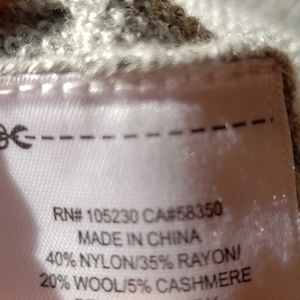 RN# 105230 CA#58350
MADE IN CHINA
40% NYLON/35% RAYON/
20% WOOL/5% CASHMERE